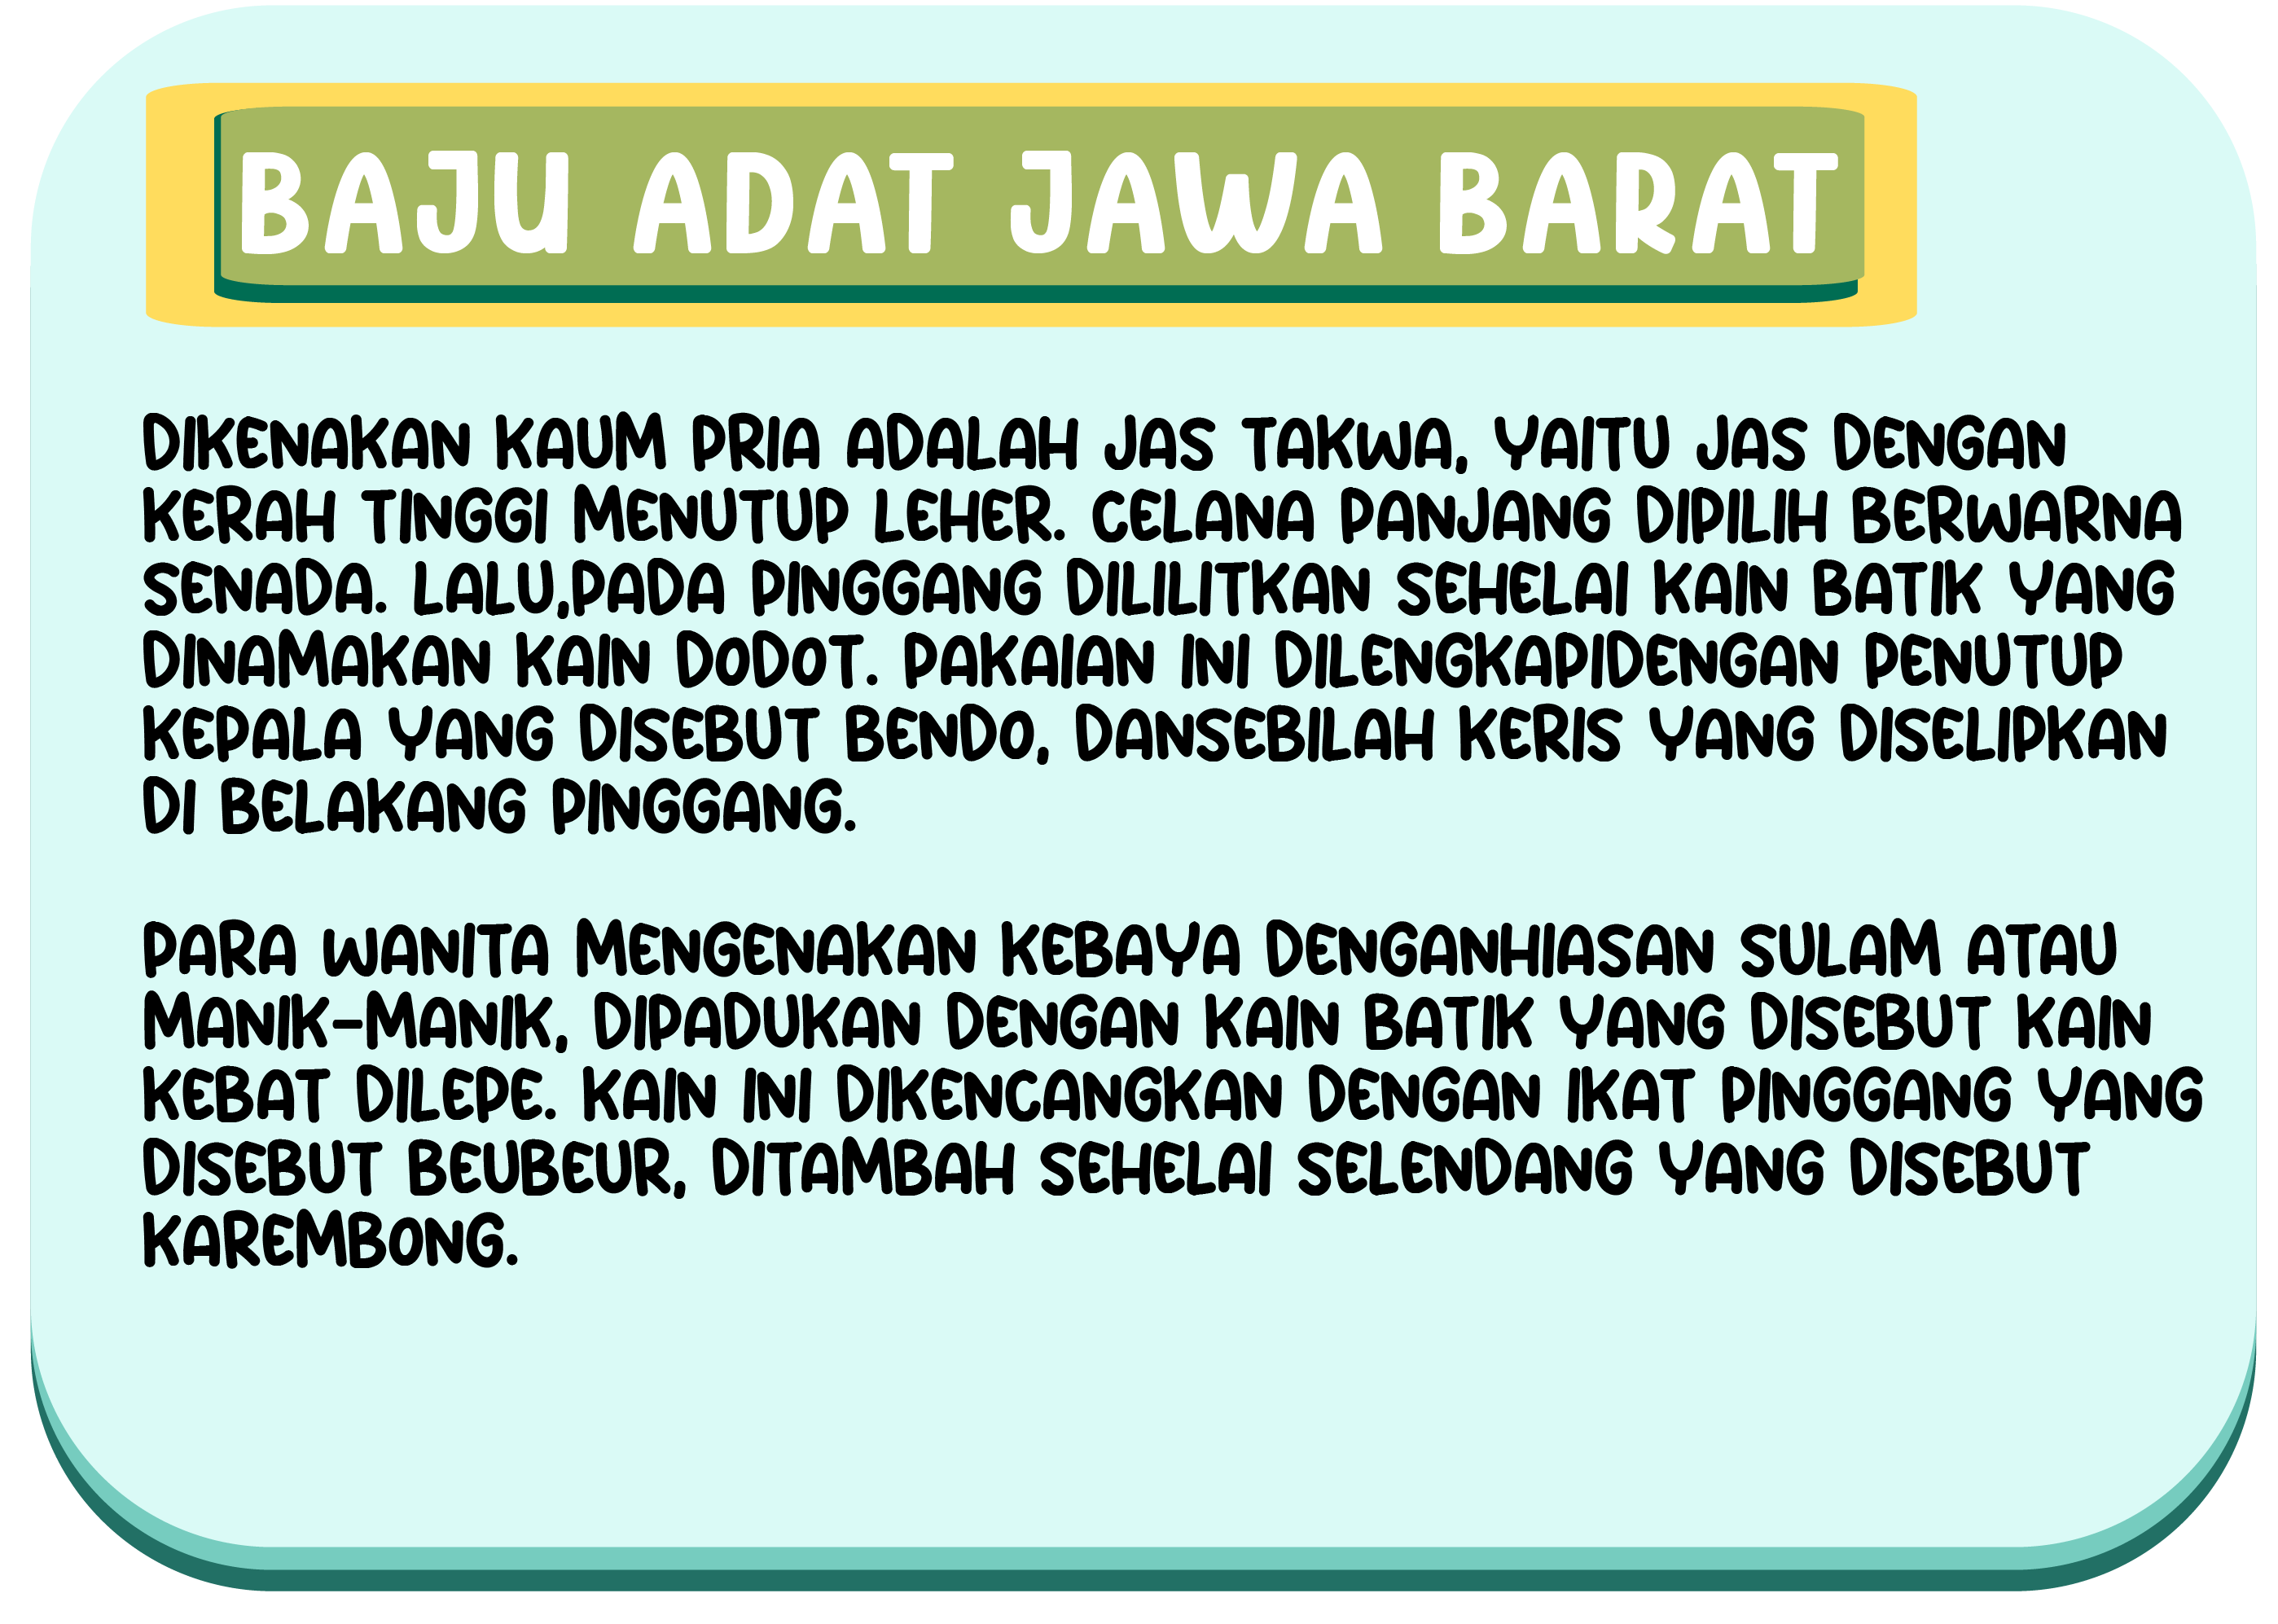 BAJU ADAT JAWA BARAT
DIKENAKAN KAUM PRIA ADALAH JAS TAKWA, YAITU JAS DENGAN
KERAH TINGGI MENUTUP LEHER. CELANA PANJANG DIPILIH BERWARNA
SENADA. LALU,PADA PINGGANG DILILITKAN SEHELAI KAIN BATIK YANG
DINAMAKAN KAIN DODOT. PAKAIAN INI DILENGKAPIDENGAN PENUTUP
KEPALA YANG DISEBUT BENDO, DANSEBILAH KERIS YANG DISELIPKAN
DI BELAKANG PINGGANG.
PARA WANITA MENGENAKAN KEBAYA DENGANHIASAN SULAM ATAU
MANIK-MANIK, DIPADUKAN DENGAN KAIN BATIK YANG DISEBUT KAIN
KEBAT DILEPE. KAIN INI DIKENCANGKAN DENGAN IKAT PINGGANG YANG
DISEBUT BEUBEUR, DITAMBAH SEHELAI SELENDANG YANG DISEBUT
KAREMBONG.